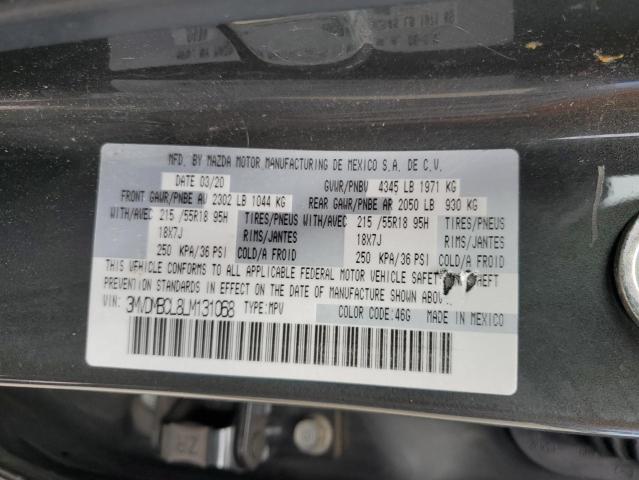 MFD. BY MAZDA MOTOR MANUFACTURING DE MEXICO S.A. DE C.V.
DATE 03/20 GVWR/PNBV 4345 LB 1971 KG
FRONT GAWR/PNBE AV 2302 LB 1044 KG REAR GAWR/PNBE AR 2050 LB 930 KG
WITH/AVEC 215 /55R18 95H TIRES/PNEUS WITH/AVEC 215 /55R18 95H TIRES/PNEUS
18X7J RIMS/JANTES 18X7J RIMS/JANTES
250 KPA/36 PSI COLD/A FROID 250 KPA/36 PSI COLD/A FROID
THIS VEHICLE CONFORMS TO ALL APPLICABLE FEDERAL MOTOR VEHICLE SAFETY THEFT
PREVENTION STANDARDS IN EFFECT ON THE DATE OF MANUFACTURE SHOWN
VIN: 3MVDMBCL8LM131068 TYPE:MPV COLOR CODE:46G MADE IN MEXICO
ZR